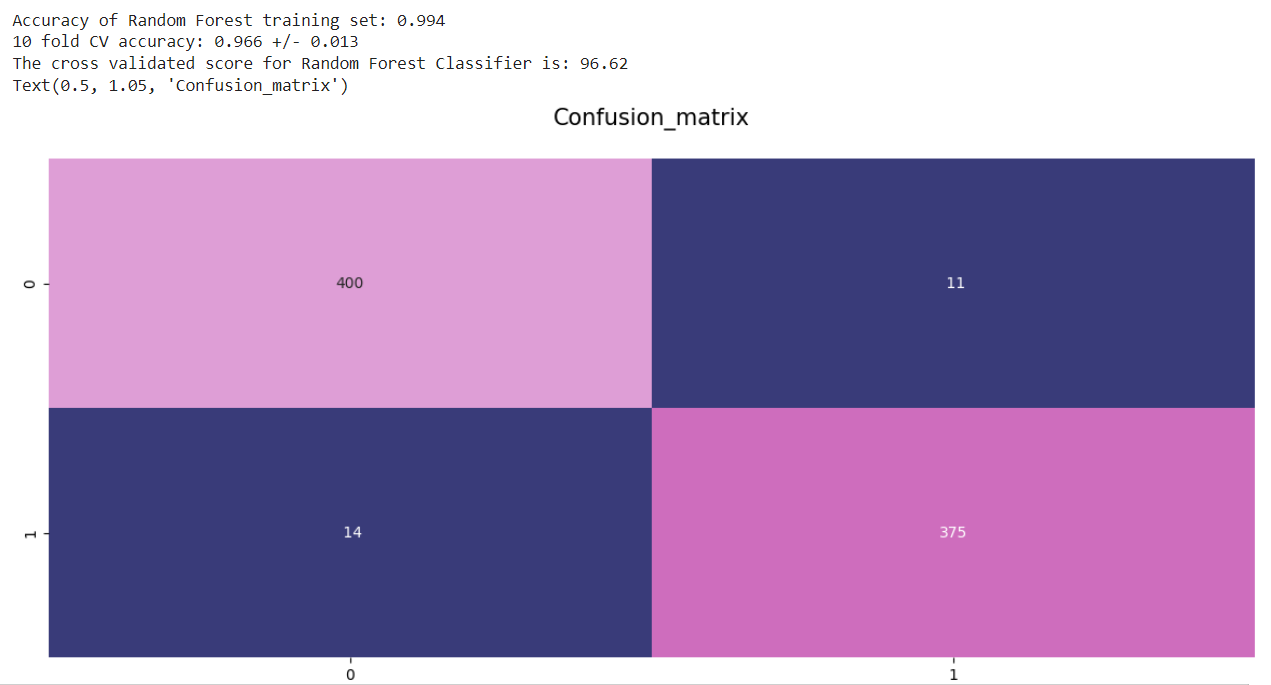 Accuracy of Random Forest training set: 0.994
10 fold CV accuracy: 0.966 +/- 0.013
The cross validated score for Random Forest Classifier is: 96.62
Text(0.5, 1.05, 'Confusion_matrix')
Confusion_matrix
0
400
11
1
14
375
0
1